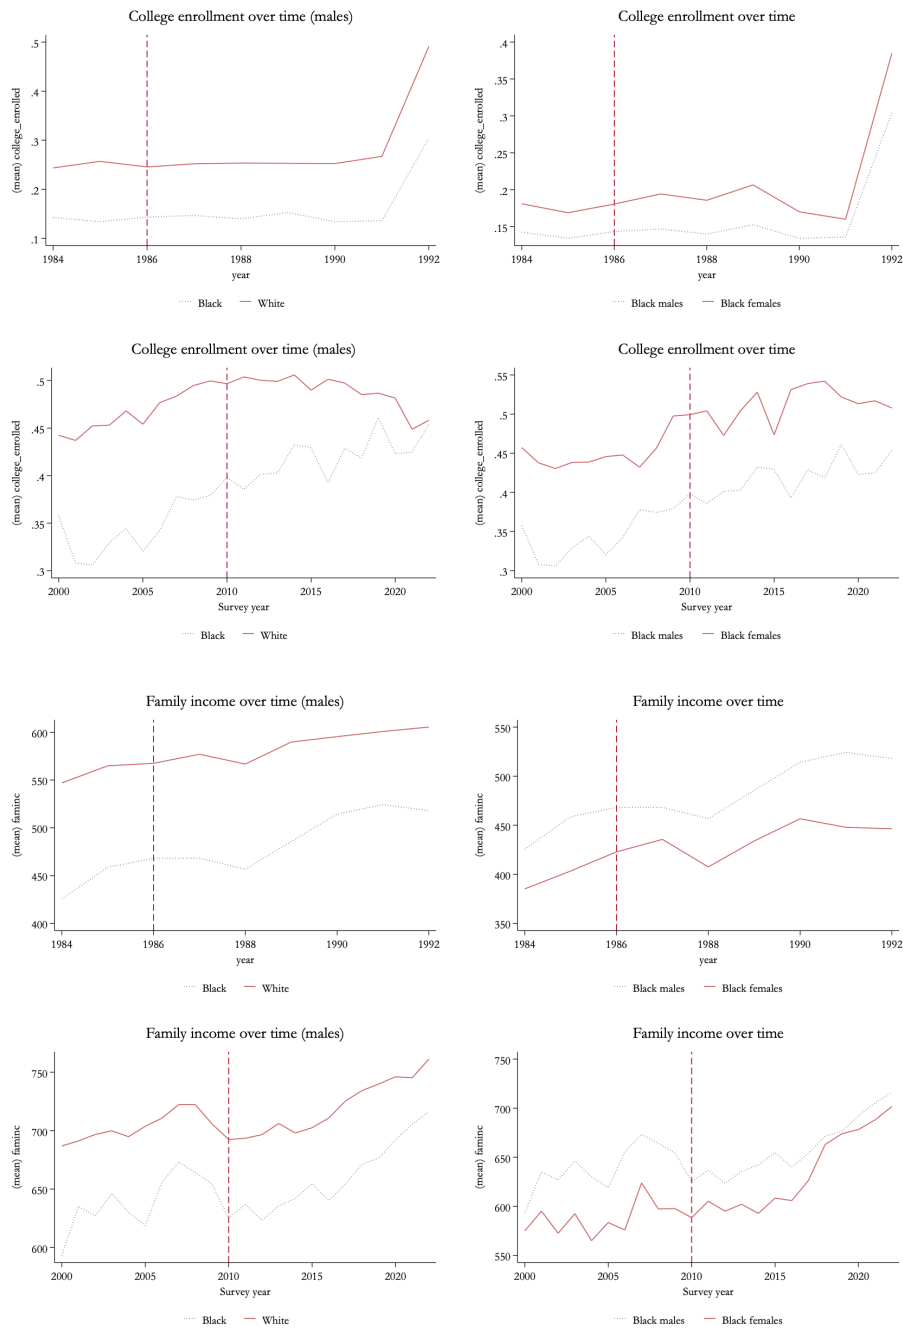 College enrollment over time (males)
(mean) college_enrolled
.5
.4
.3
.2
.1
1984 1986 1988 1990 1992
year
Black White
College enrollment over time
(mean) college_enrolled
.4
.35
.3
.25
.2
.15
1984 1986 1988 1990 1992
year
Black males Black females
College enrollment over time (males)
(mean) college_enrolled
.5
.45
.4
.35
.3
2000 2005 2010 2015 2020
Survey year
Black White
College enrollment over time
(mean) college_enrolled
.55
.5
.45
.4
.35
.3
2000 2005 2010 2015 2020
Survey year
Black males Black females
Family income over time (males)
(mean) faminc
600
550
500
450
400
1984 1986 1988 1990 1992
year
Black White
Family income over time
(mean) faminc
550
500
450
400
350
1984 1986 1988 1990 1992
year
Black males Black females
Family income over time (males)
(mean) faminc
750
700
650
600
2000 2005 2010 2015 2020
Survey year
Black White
Family income over time
(mean) faminc
750
700
650
600
550
2000 2005 2010 2015 2020
Survey year
Black males Black females